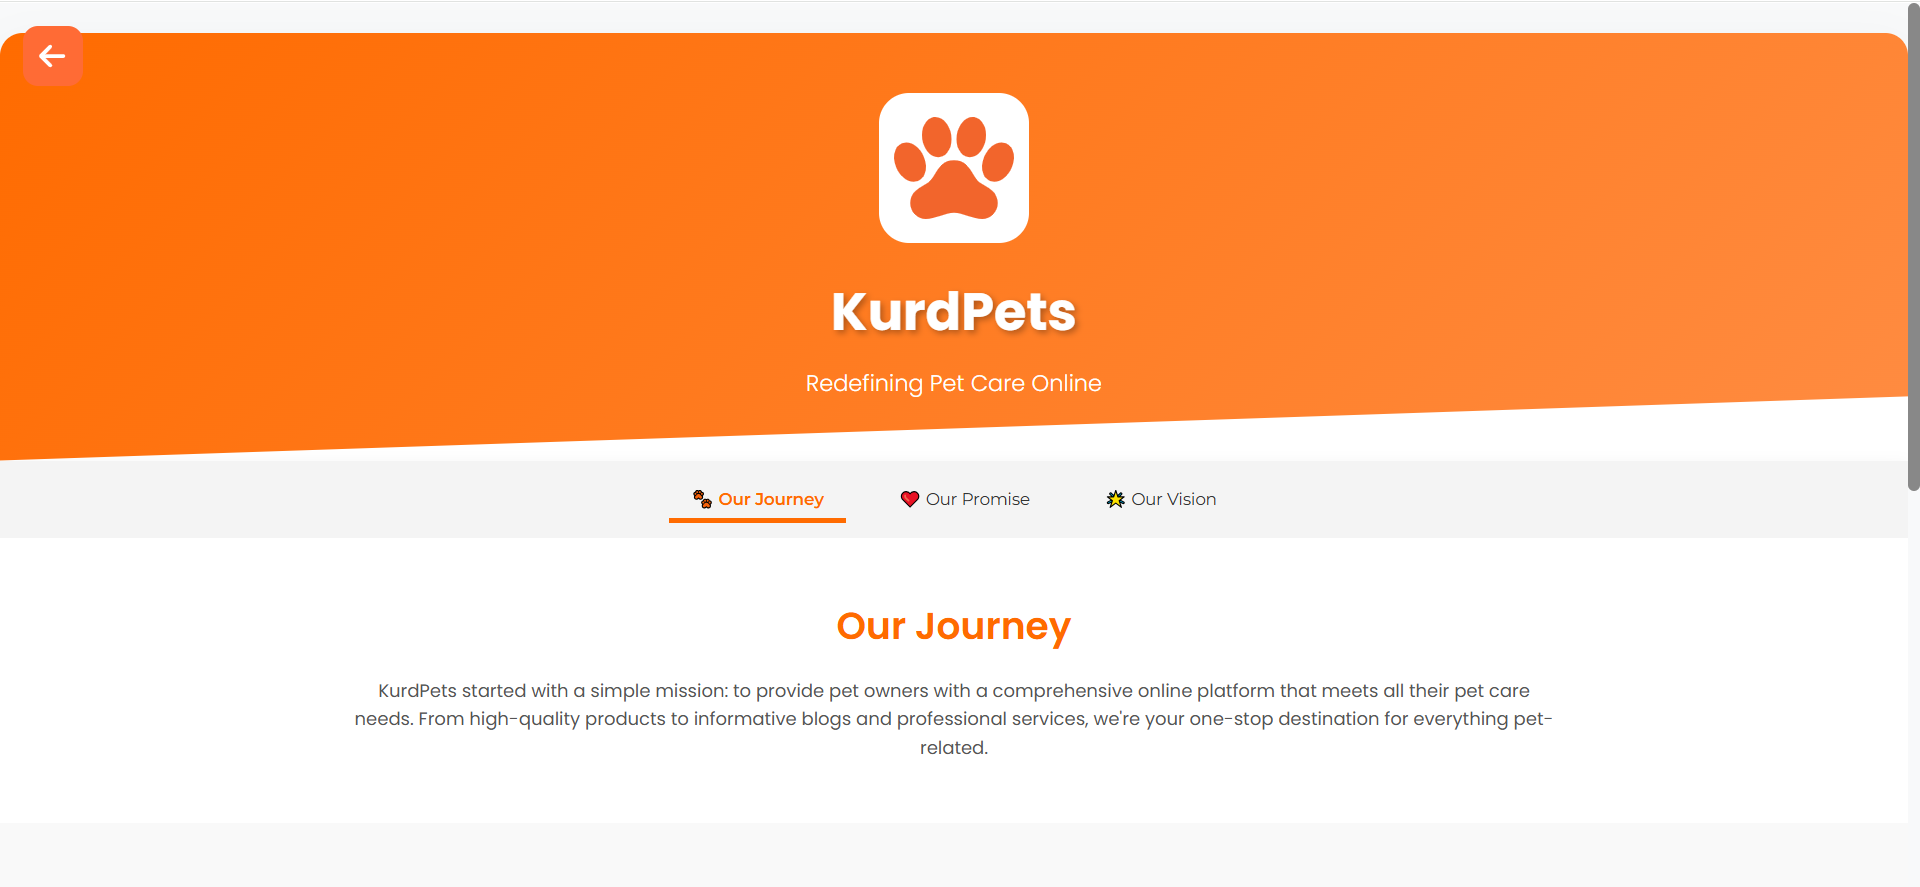 KurdPets
Redefining Pet Care Online
Our Journey
Our Promise
Our Vision
Our Journey
KurdPets started with a simple mission: to provide pet owners with a comprehensive online platform that meets all their pet care
needs. From high-quality products to informative blogs and professional services, we're your one-stop destination for everything pet-
related.